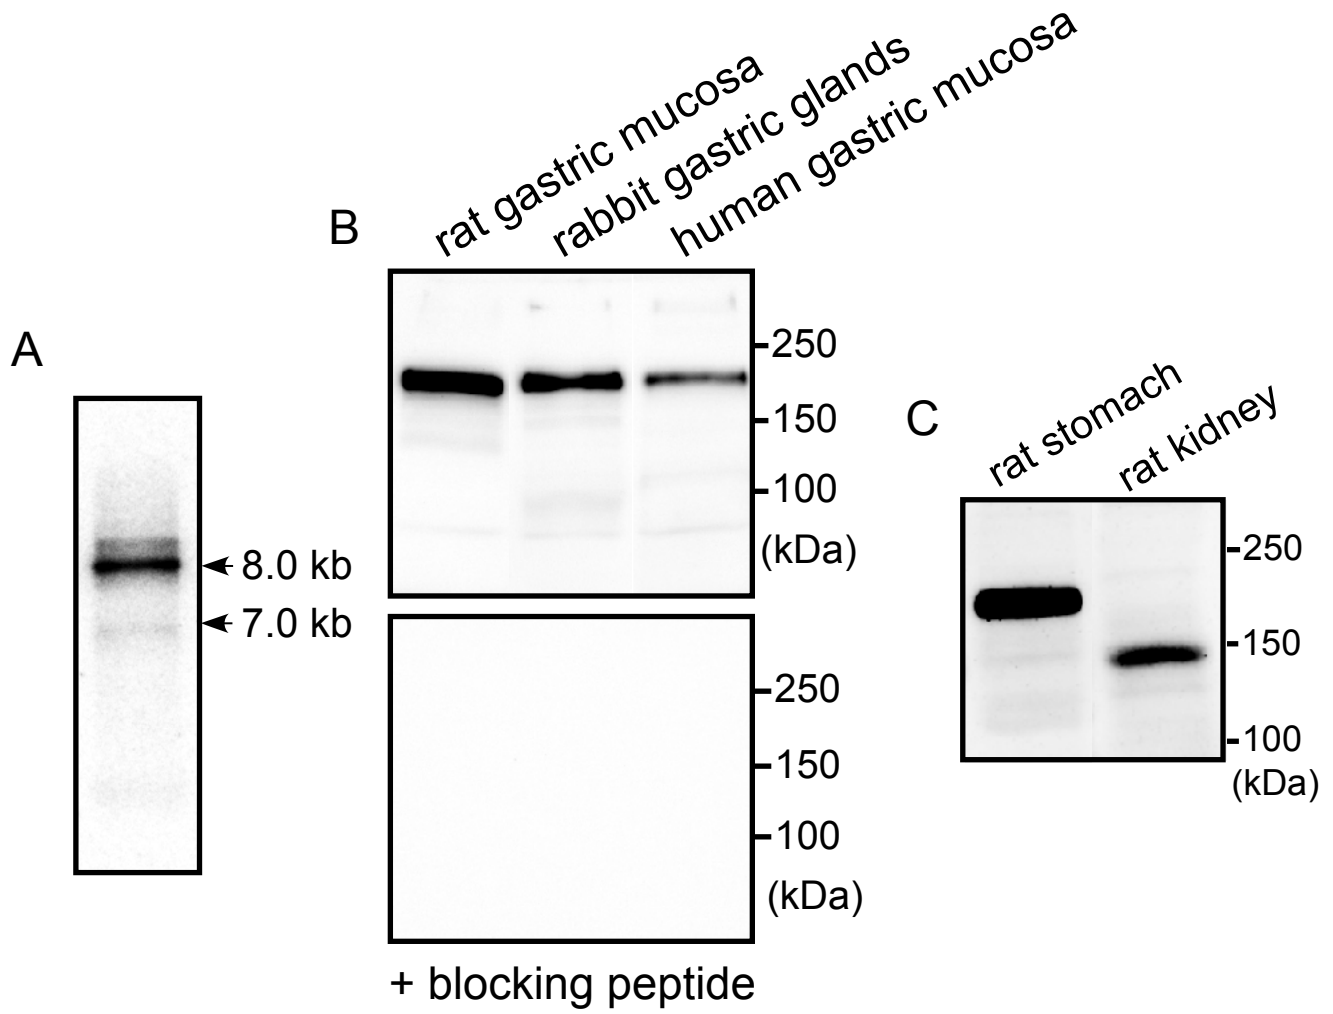 A
8.0 kb
7.0 kb
B
rat gastric mucosa
rabbit gastric glands
human gastric mucosa
250
150
100
(kDa)
250
150
100
(kDa)
+ blocking peptide
C
rat stomach
rat kidney
250
150
100
(kDa)